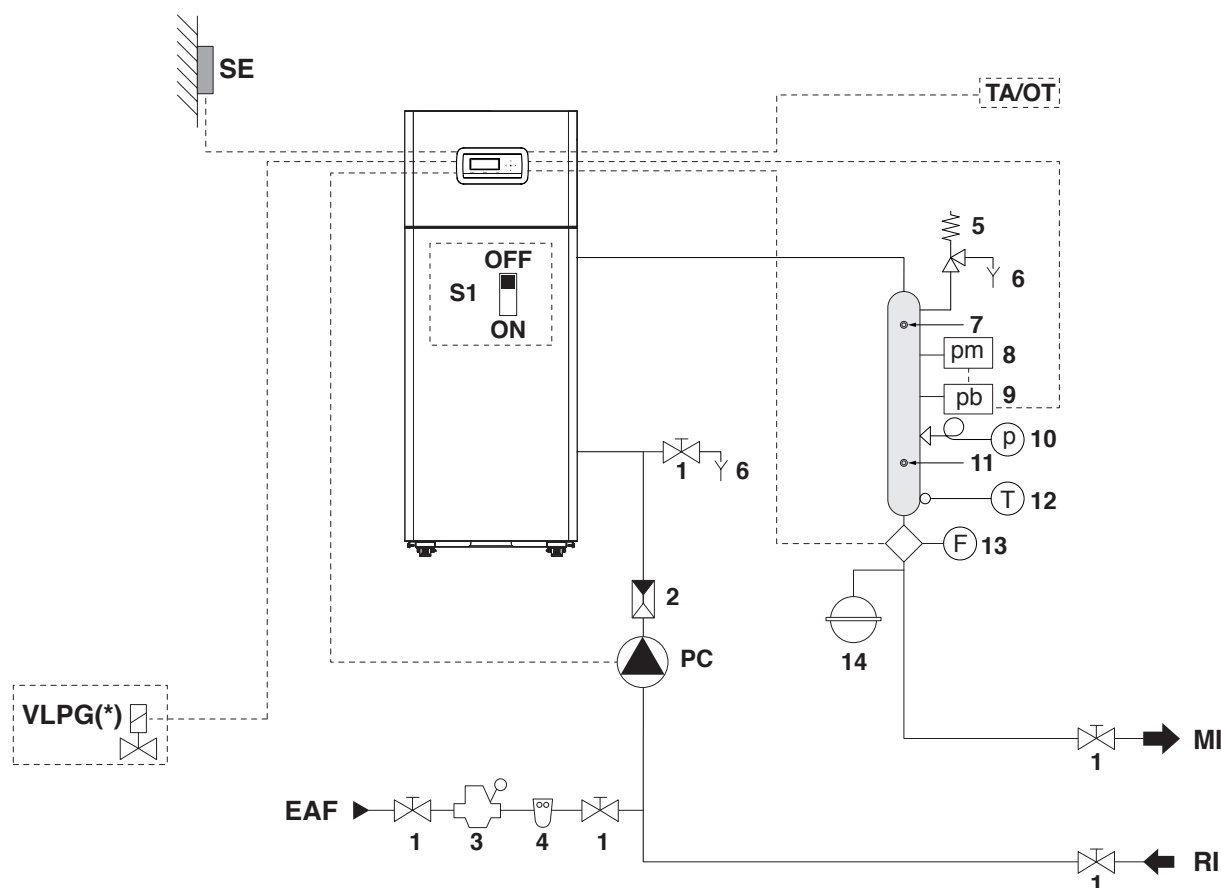 SE
TA/OT
OFF
S1
ON
5
6
7
pm 8
pb 9
p 10
11
T 12
F 13
14
1
6
2
PC
VLPG(*)
MI
1
EAF
1
3
4
1
RI
1